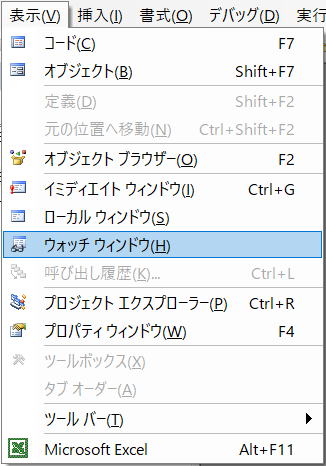 表示(V) 挿入(I) 書式(O) デバッグ(D) 実行
コード(C) F7
オブジェクト(B) Shift+F7
定義(D) Shift+F2
元の位置へ移動(N) Ctrl+Shift+F2
オブジェクト ブラウザー(O) F2
イミディエイト ウィンドウ(I) Ctrl+G
ローカル ウィンドウ(S)
ウォッチ ウィンドウ(H)
呼び出し履歴(K)... Ctrl+L
プロジェクト エクスプローラー(P) Ctrl+R
プロパティ ウィンドウ(W) F4
ツールボックス(X)
タブ オーダー(A)
ツール バー(T)
Microsoft Excel Alt+F11